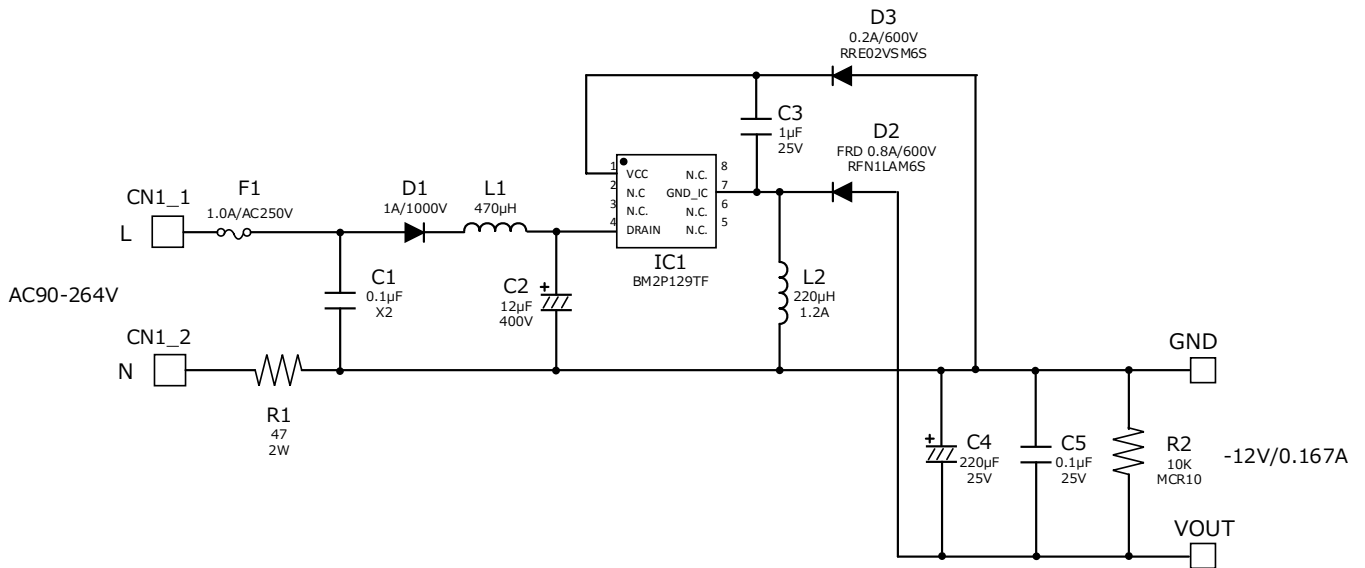 D3
0.2A/600V
RRE02VSM6S
C3
1µF
25V
D2
FRD 0.8A/600V
RFN1LAM6S
1
VCC
N.C.
8
2
N.C
GND_IC
7
3
N.C.
N.C.
6
4
DRAIN
N.C.
5
IC1
BM2P129TF
CN1_1
L
F1
1.0A/AC250V
D1
1A/1000V
L1
470µH
C1
0.1µF
X2
C2
+
12µF
400V
L2
220µH
1.2A
AC90-264V
CN1_2
N
R1
47
2W
GND
+
C4
220µF
25V
C5
0.1µF
25V
R2
10K
MCR10
-12V/0.167A
VOUT